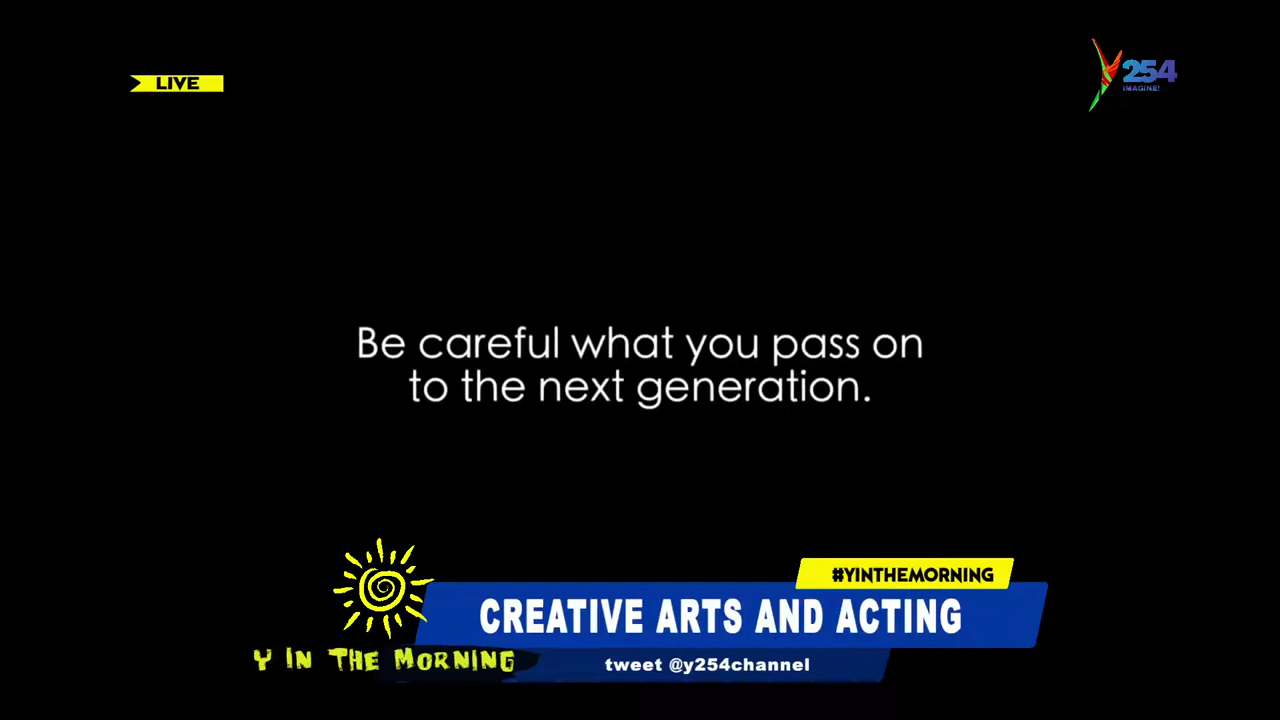 LIVE
254
IMAGINE!
Be careful what you pass on
to the next generation.
#YINTHEMORNING
CREATIVE ARTS AND ACTING
Y IN THE MORNING
tweet @y254channel